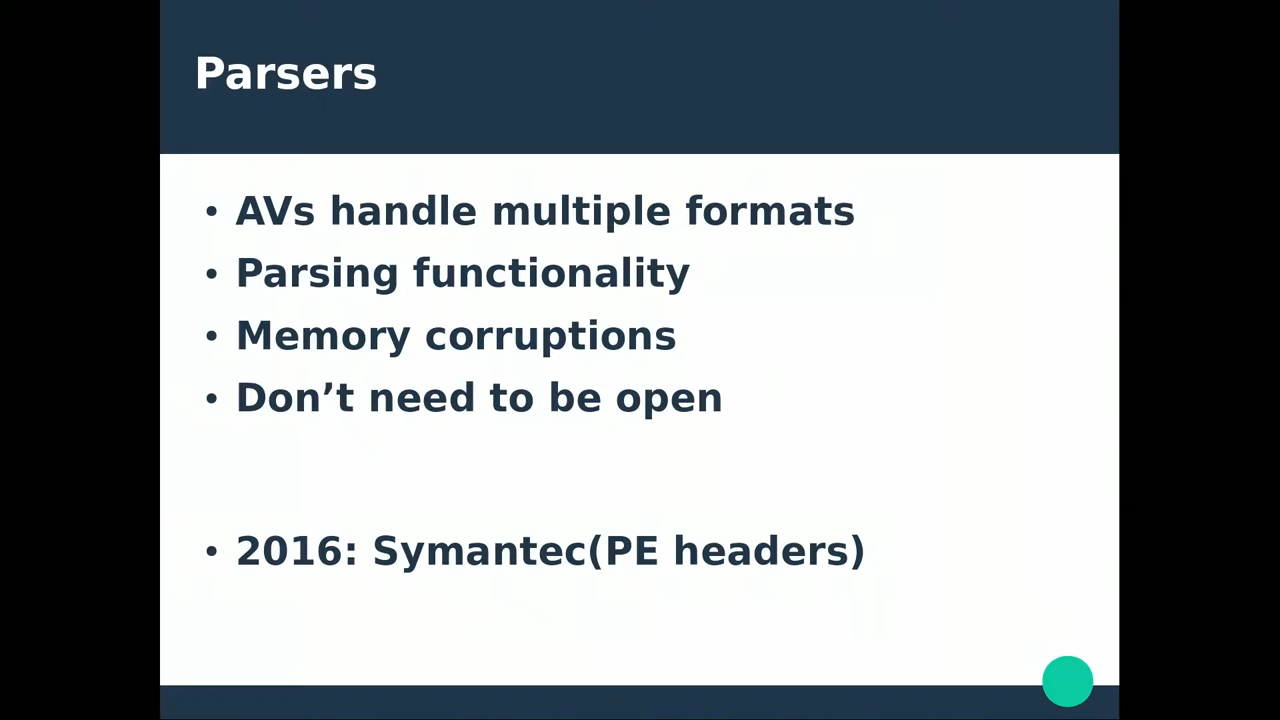 Parsers
• AVs handle multiple formats
• Parsing functionality
• Memory corruptions
• Don’t need to be open
• 2016: Symantec(PE headers)